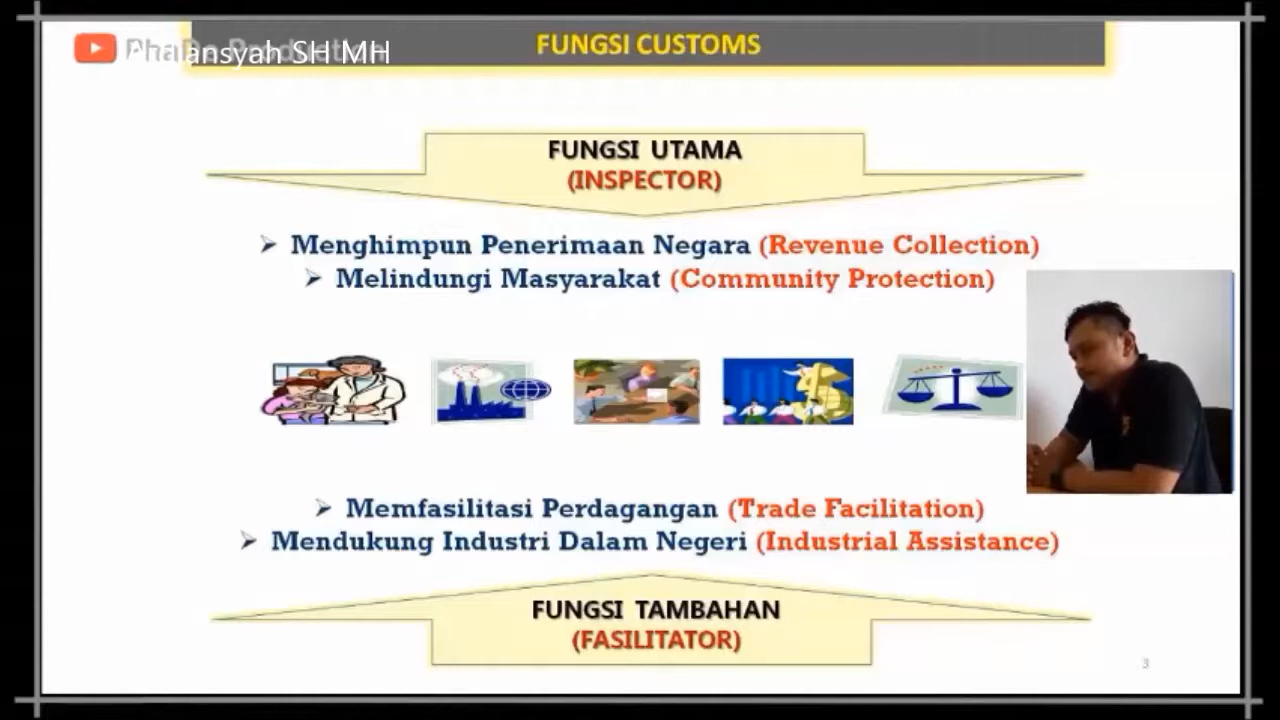 FUNGSI CUSTOMS
ansyah SH MH
FUNGSI UTAMA
(INSPECTOR)
➢ Menghimpun Penerimaan Negara (Revenue Collection)
➢ Melindungi Masyarakat (Community Protection)
➢ Memfasilitasi Perdagangan (Trade Facilitation)
➢ Mendukung Industri Dalam Negeri (Industrial Assistance)
FUNGSI TAMBAHAN
(FASILITATOR)
3